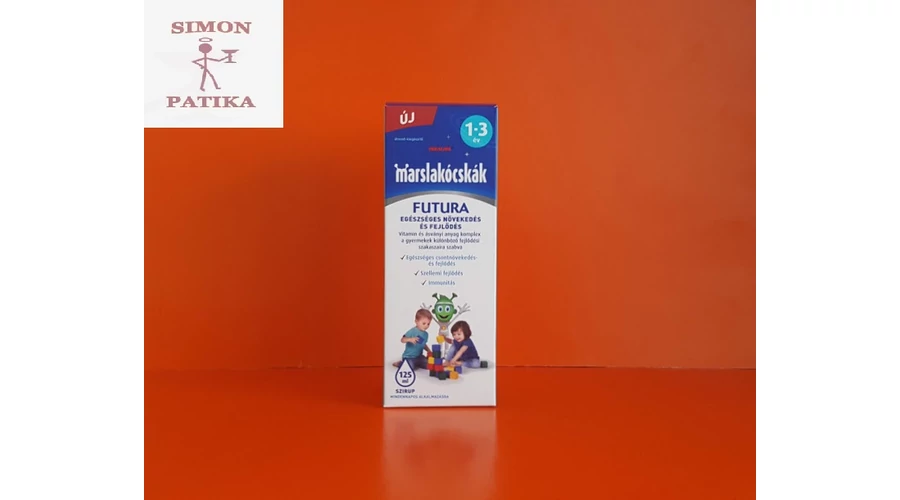 SIMON
PATIKA
ÚJ
1-3
év
marslakócskák
FUTURA
EGÉSZSÉGES NÖVEKEDÉS
ÉS FEJLŐDÉS
Vitamin és ásványi anyag komplex
a gyermekek különböző fejlődési
szakaszaira szabva
Egészséges csontnövekedés-
és fejlődés
Szellemi fejlődés
Immunitás
125
ml
SZIRUP